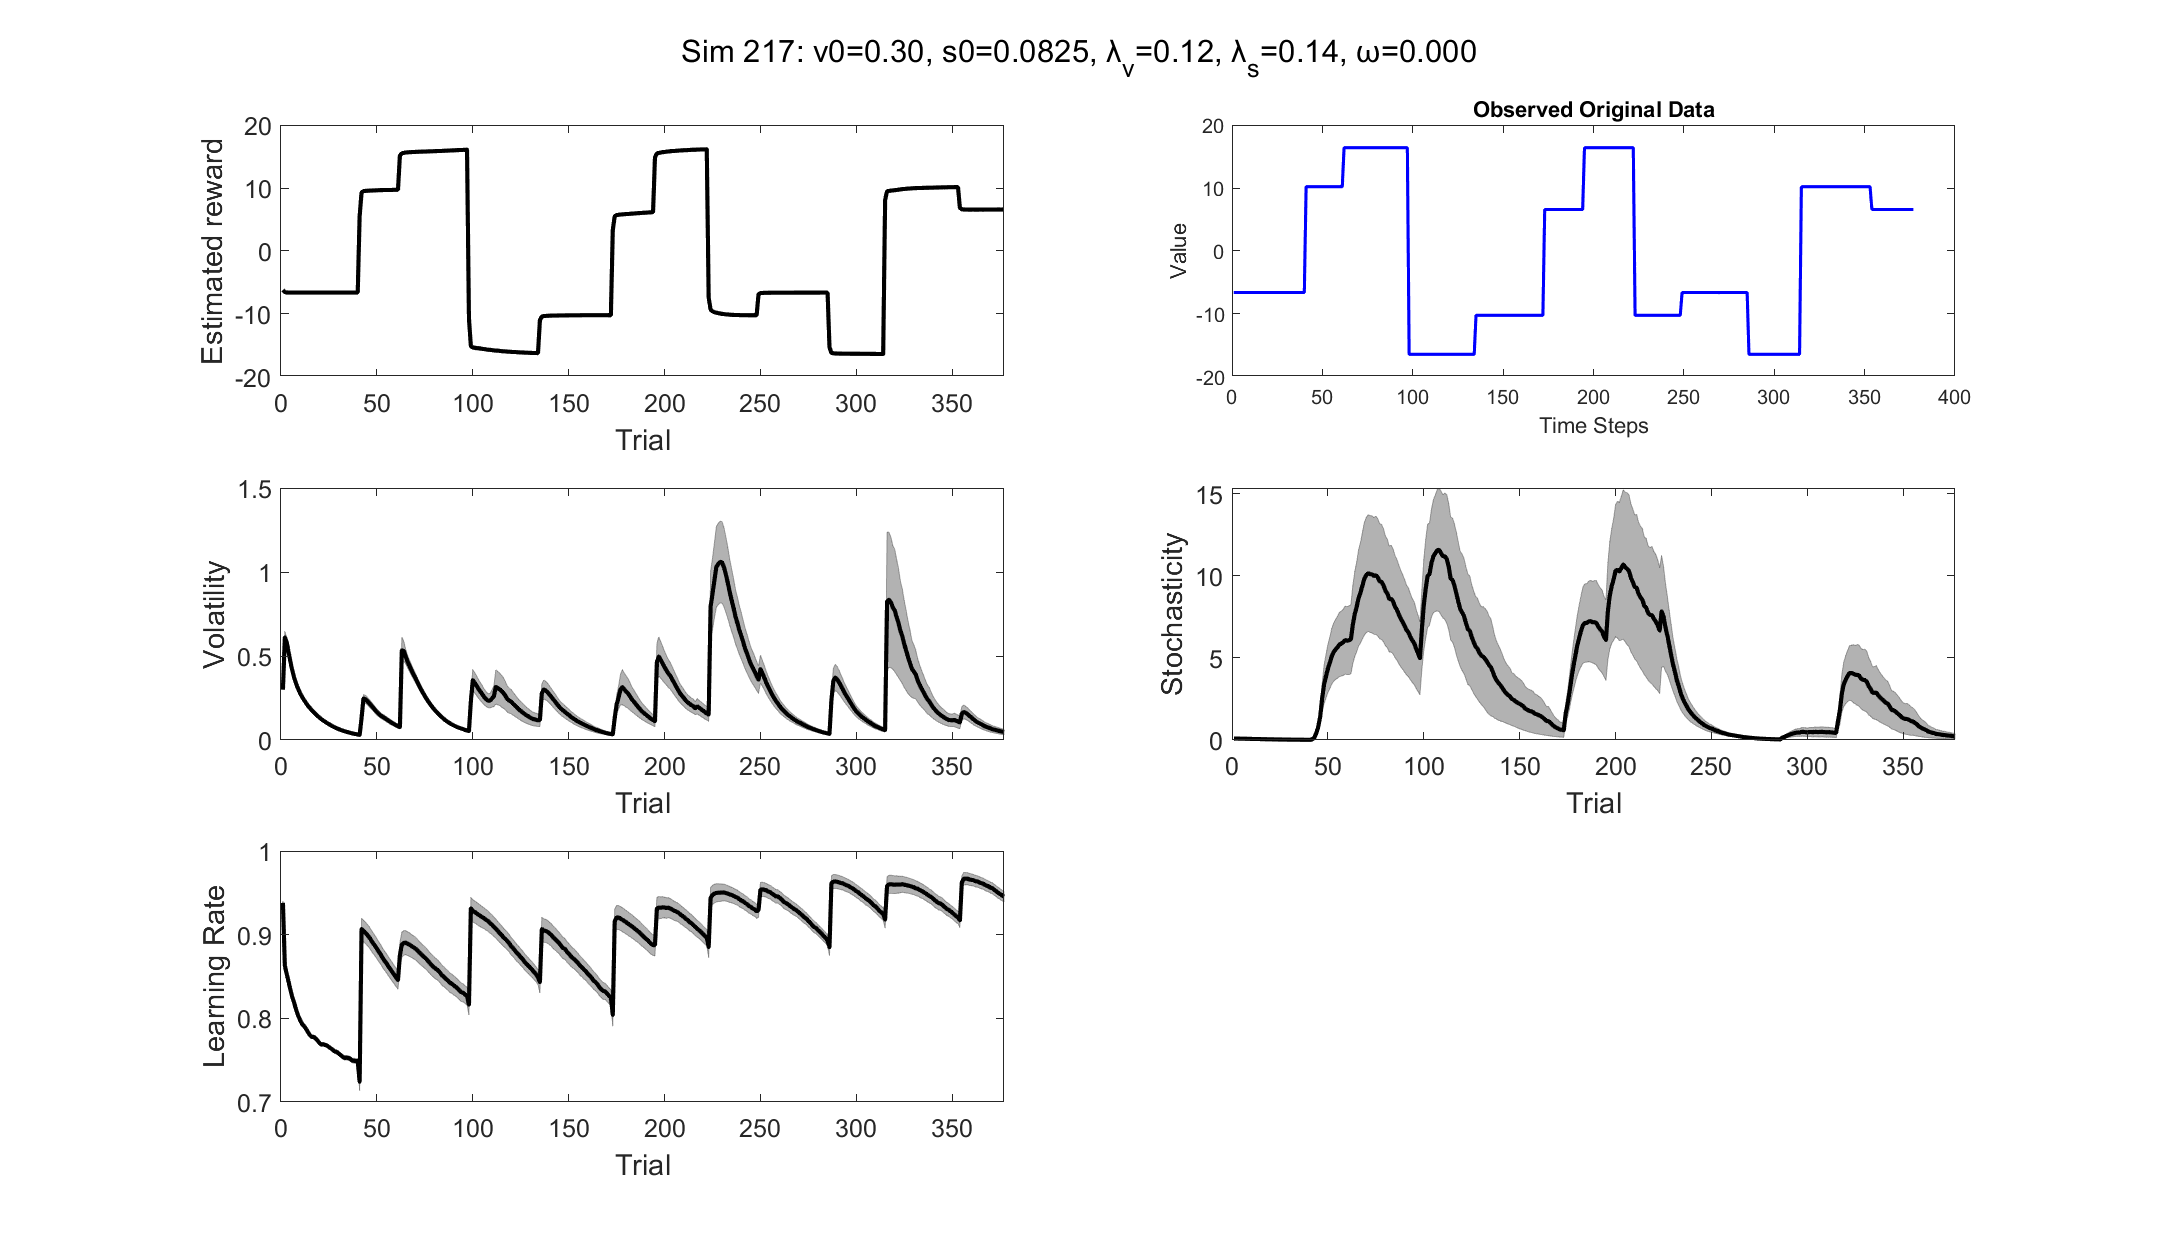 Sim 217: v0=0.30, s0=0.0825, λ_v=0.12, λ_s=0.14, ω=0.000
Estimated reward
20
10
0
-10
-20
0 50 100 150 200 250 300 350
Trial
Observed Original Data
Value
20
10
0
-10
-20
0 50 100 150 200 250 300 350 400
Time Steps
Volatility
1.5
1
0.5
0
0 50 100 150 200 250 300 350
Trial
Stochasticity
15
10
5
0
0 50 100 150 200 250 300 350
Trial
Learning Rate
1
0.9
0.8
0.7
0 50 100 150 200 250 300 350
Trial